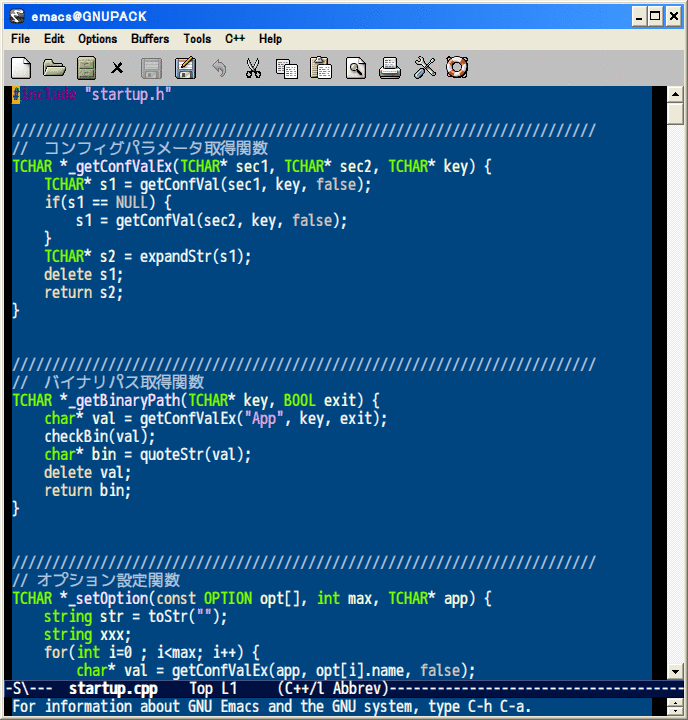 emacs@GNUPACK
File Edit Options Buffers Tools C++ Help
#include "startup.h"
//////////////////////////////////////////////////////////////////////////
//  コンフィグパラメータ取得関数
TCHAR *_getConfValEx(TCHAR* sec1, TCHAR* sec2, TCHAR* key) {
    TCHAR* s1 = getConfVal(sec1, key, false);
    if(s1 == NULL) {
        s1 = getConfVal(sec2, key, false);
    }
    TCHAR* s2 = expandStr(s1);
    delete s1;
    return s2;
}
//////////////////////////////////////////////////////////////////////////
//  バイナリパス取得関数
TCHAR *_getBinaryPath(TCHAR* key, BOOL exit) {
    char* val = getConfValEx("App", key, exit);
    checkBin(val);
    char* bin = quoteStr(val);
    delete val;
    return bin;
}
//////////////////////////////////////////////////////////////////////////
// オプション設定関数
TCHAR *_setOption(const OPTION opt[], int max, TCHAR* app) {
    string str = toStr("");
    string xxx;
    for(int i=0 ; i<max; i++) {
        char* val = getConfValEx(app, opt[i].name, false);
-S\---  startup.cpp    Top L1     (C++/l Abbrev)-------------------------------------
For information about GNU Emacs and the GNU system, type C-h C-a.